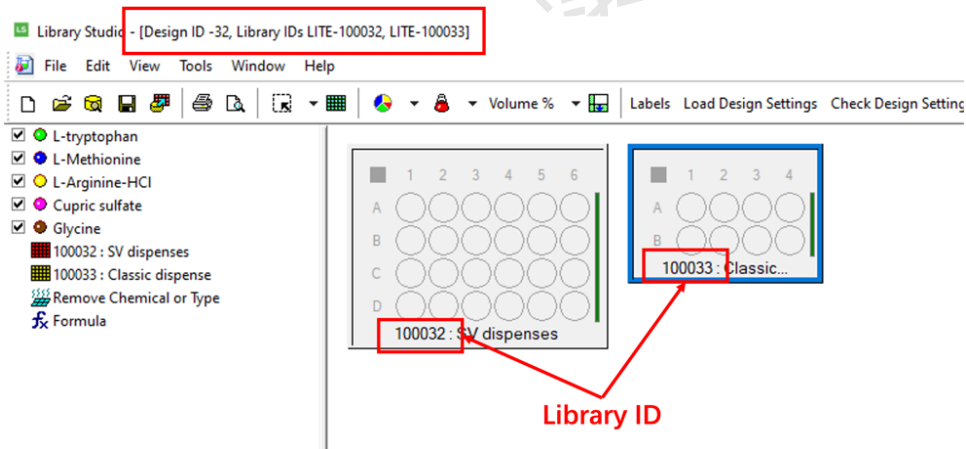 LS Library Studio - [Design ID -32, Library IDs LITE-100032, LITE-100033]
File Edit View Tools Window Help
Volume % Labels Load Design Settings Check Design Setting
L-tryptophan
L-Methionine
L-Arginine-HCl
Cupric sulfate
Glycine
100032 : SV dispenses
100033 : Classic dispense
Remove Chemical or Type
fx Formula
1 2 3 4 5 6
A
B
C
D
100032 : SV dispenses
1 2 3 4
A
B
100033 : Classic...
Library ID